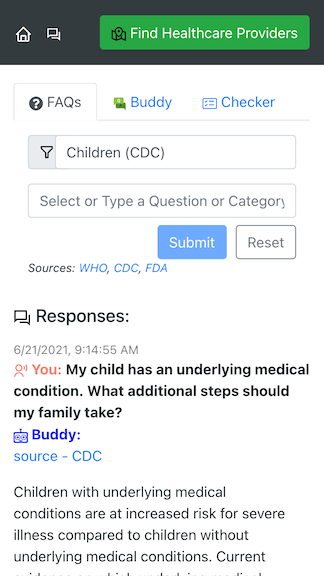 Find Healthcare Providers
FAQs
Buddy
Checker
Children (CDC)
Select or Type a Question or Category
Submit
Reset
Sources: WHO, CDC, FDA
Responses:
6/21/2021, 9:14:55 AM
You: My child has an underlying medical
condition. What additional steps should
my family take?
Buddy:
source - CDC
Children with underlying medical
conditions are at increased risk for severe
illness compared to children without
underlying medical conditions. Current